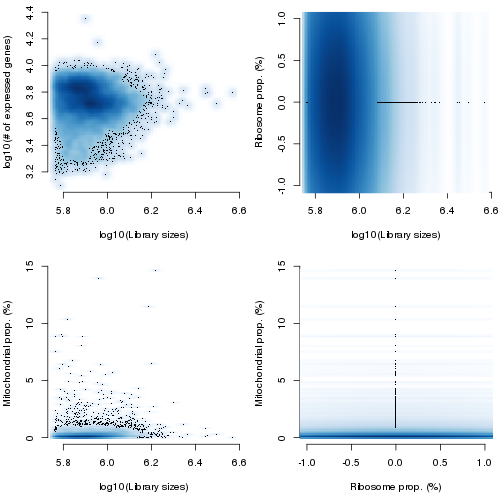 log10(# of expressed genes)
4.4
4.2
4.0
3.8
3.6
3.4
3.2
5.8 6.0 6.2 6.4 6.6
log10(Library sizes)
Ribosome prop. (%)
1.0
0.5
0.0
-0.5
-1.0
5.8 6.0 6.2 6.4 6.6
log10(Library sizes)
Mitochondrial prop. (%)
15
10
5
0
5.8 6.0 6.2 6.4 6.6
log10(Library sizes)
Mitochondrial prop. (%)
15
10
5
0
-1.0 -0.5 0.0 0.5 1.0
Ribosome prop. (%)